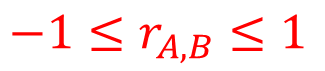 −1 ≤ r_{A,B} ≤ 1